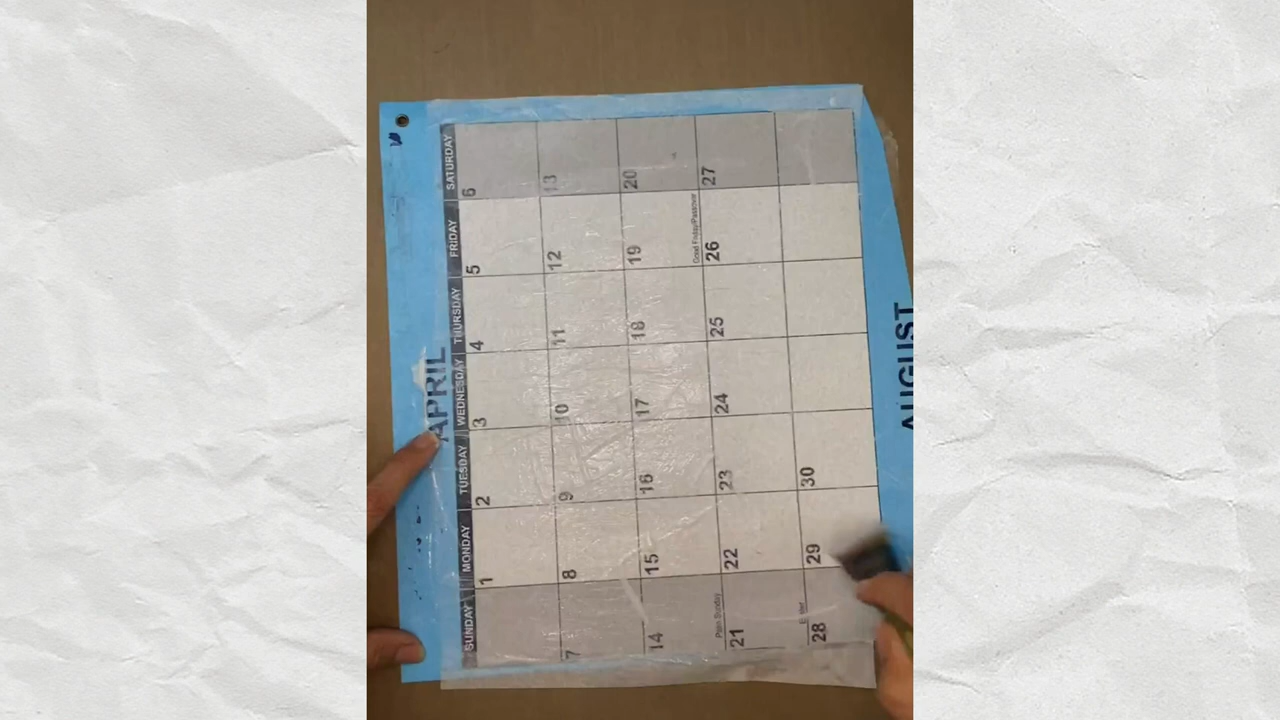 APRIL
SUNDAY MONDAY TUESDAY WEDNESDAY THURSDAY FRIDAY SATURDAY
1 2 3 4 5 6
7 8 9 10 11 12 13
14 15 16 17 18 19 20
Palm Sunday Good Friday/Passover
21 22 23 24 25 26 27
28 29 30
AUGUST